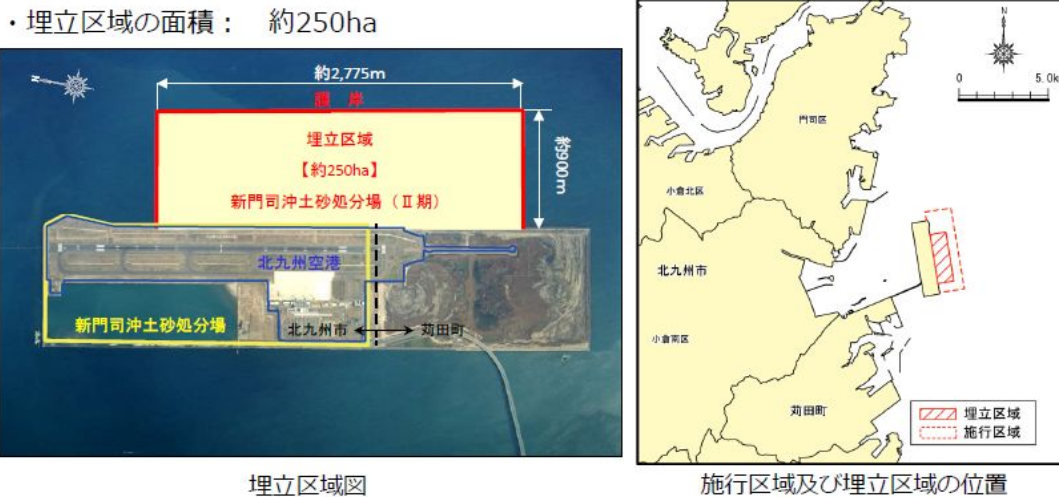 ・埋立区域の面積： 約250ha
N
約2,775m
護 岸
埋立区域
【約250ha】
新門司沖土砂処分場（Ⅱ期）
約900m
北九州空港
新門司沖土砂処分場
北九州市
苅田町
埋立区域図
N
0 5.0k
門司区
小倉北区
北九州市
小倉南区
苅田町
埋立区域
施行区域
施行区域及び埋立区域の位置